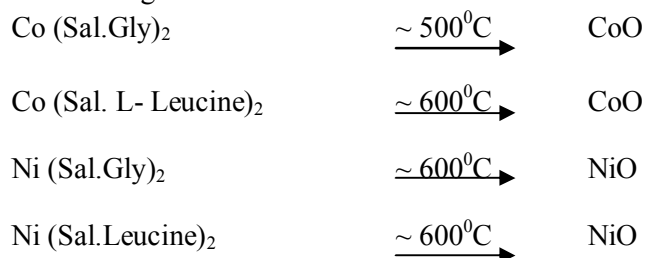 Co (Sal.Gly)₂ ~ 500⁰C CoO
Co (Sal. L- Leucine)₂ ~ 600⁰C CoO
Ni (Sal.Gly)₂ ~ 600⁰C NiO
Ni (Sal.Leucine)₂ ~ 600⁰C NiO